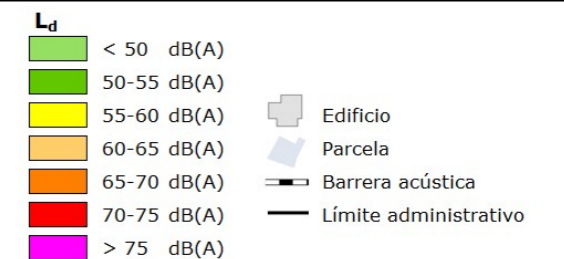 Ld
< 50 dB(A)
50-55 dB(A)
55-60 dB(A)
60-65 dB(A)
65-70 dB(A)
70-75 dB(A)
> 75 dB(A)
Edificio
Parcela
Barrera acústica
Límite administrativo